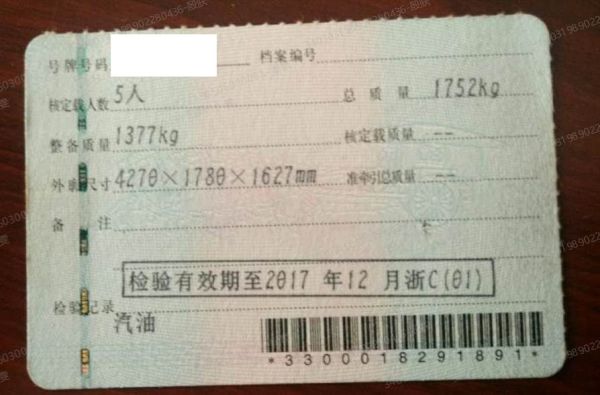 号牌号码 档案编号
核定载人数 5人 总质量 1752kg
整备质量 1377kg 核定载质量 --
外廓尺寸 4270×1780×1627mm 准牵引总质量 --
备注
检验有效期至2017 年12 月浙C(01)
检验记录
汽油
*3300018291891*